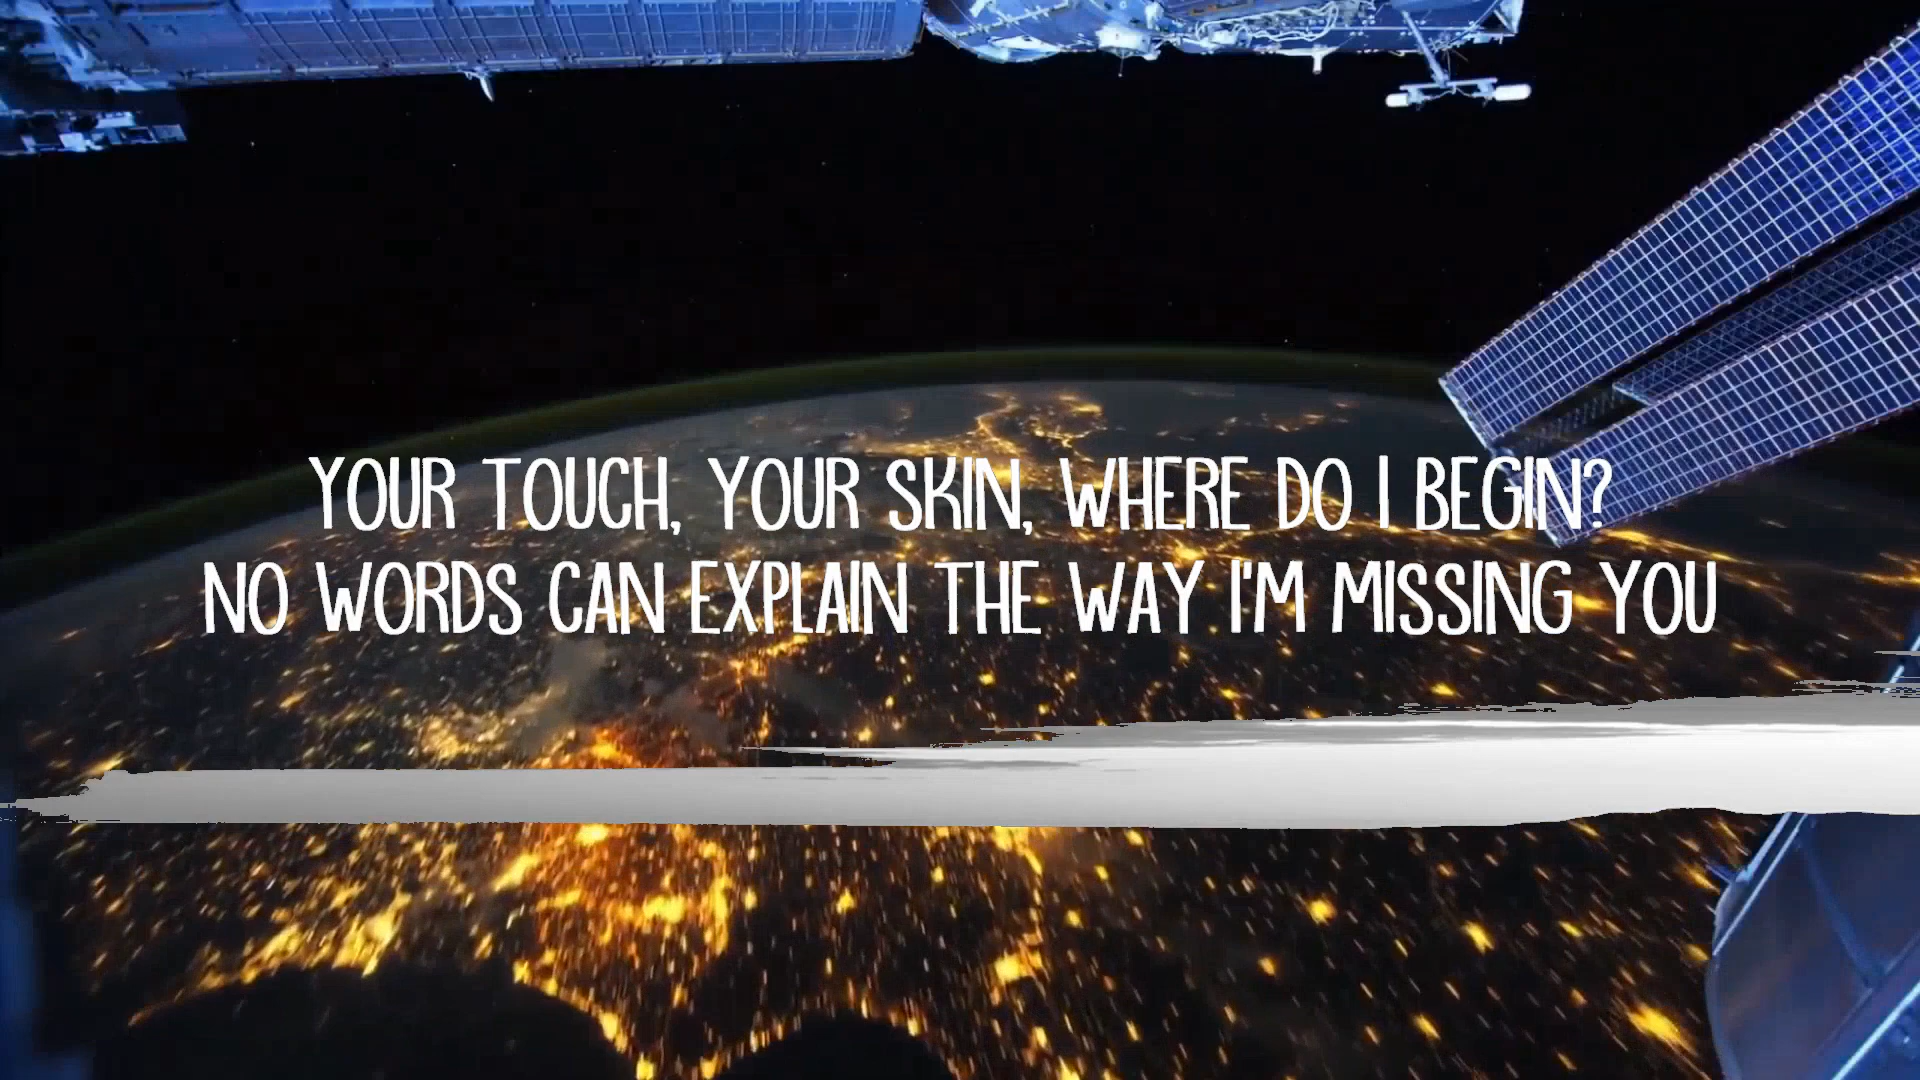 YOUR TOUCH, YOUR SKIN, WHERE DO I BEGIN?
NO WORDS CAN EXPLAIN THE WAY I'M MISSING YOU